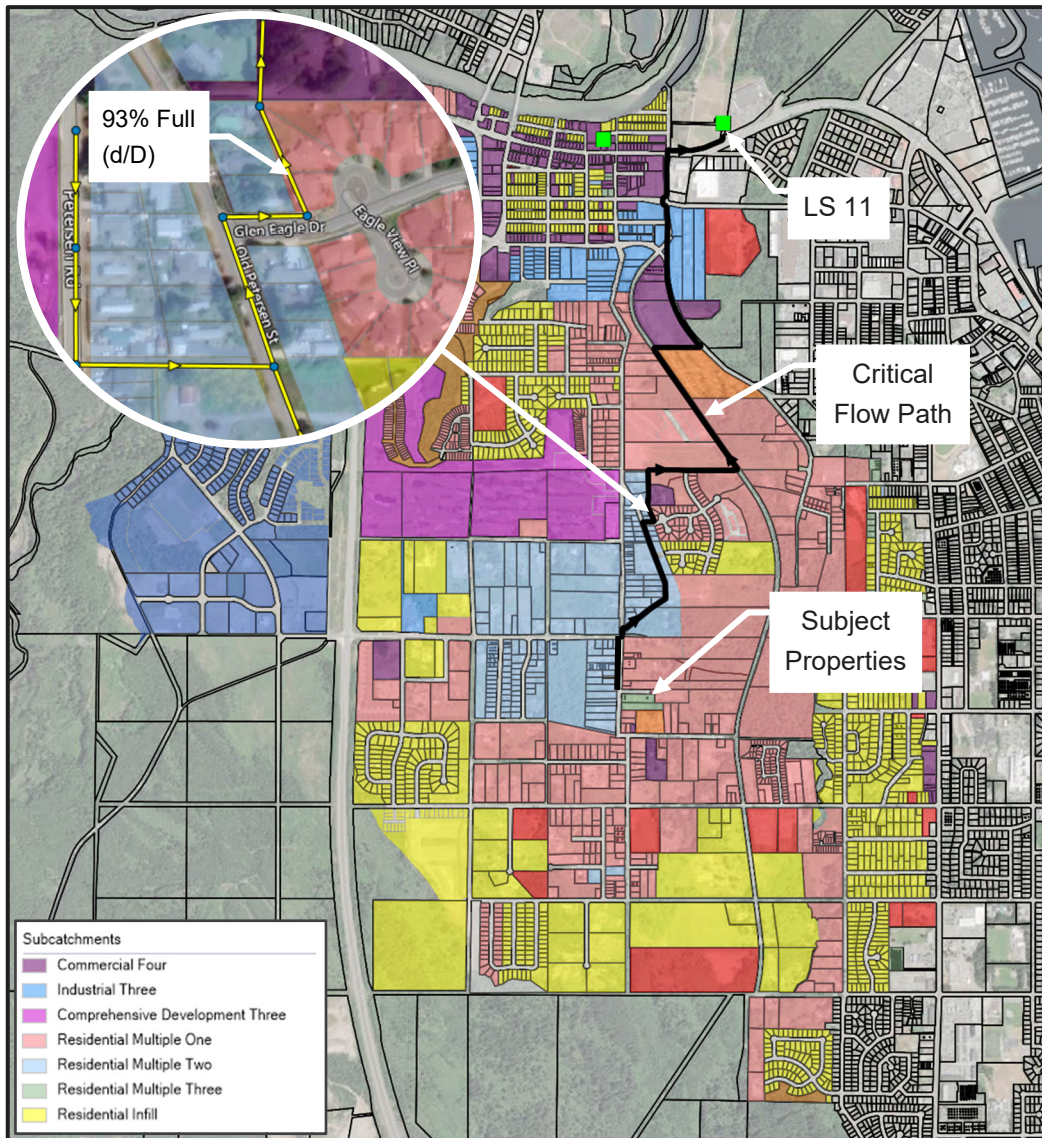 93% Full
(d/D)
Petersen Rd
Glen Eagle Dr
Eagle View Pl
Old Petersen St
LS 11
Critical
Flow Path
Subject
Properties
Subcatchments
Commercial Four
Industrial Three
Comprehensive Development Three
Residential Multiple One
Residential Multiple Two
Residential Multiple Three
Residential Infill